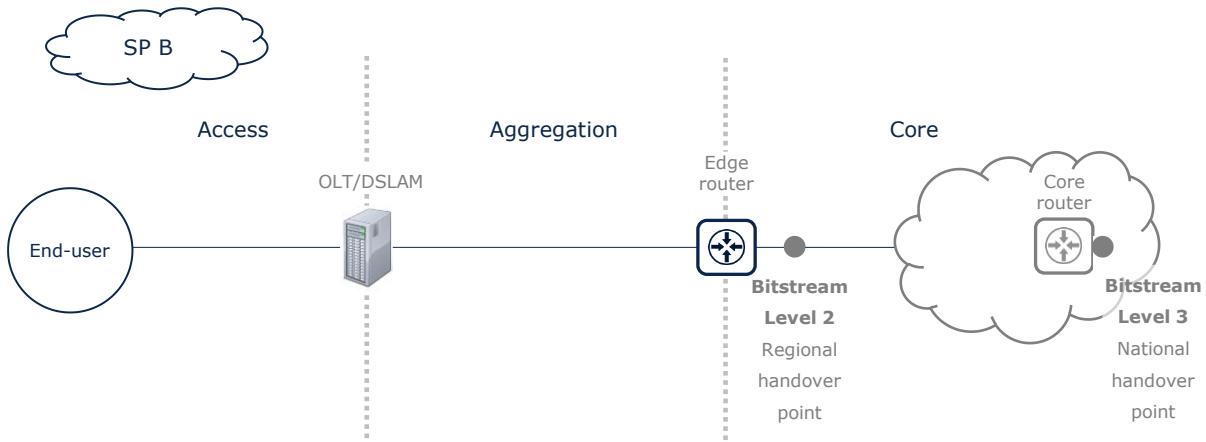 SP B
Access
Aggregation
Core
OLT/DSLAM
Edge
router
Core
router
End-user
Bitstream
Level 2
Regional
handover
point
Bitstream
Level 3
National
handover
point